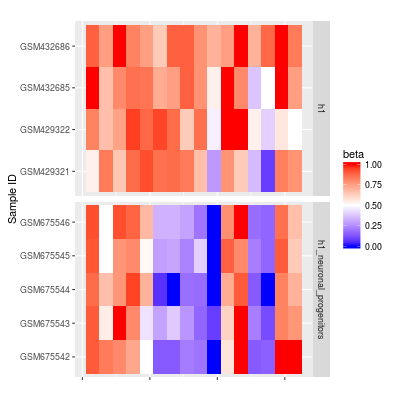 GSM432686
GSM432685
GSM429322
GSM429321
h1
GSM675546
GSM675545
GSM675544
GSM675543
GSM675542
h1_neuronal_progenitors
Sample ID
beta
1.00
0.75
0.50
0.25
0.00